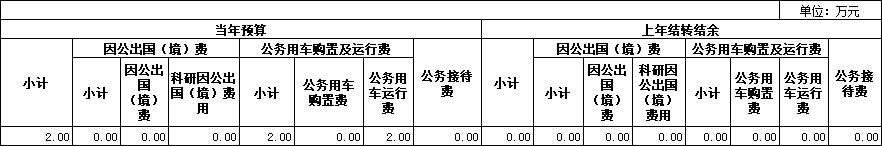 单位：万元
当年预算 上年结转结余
小计 因公出国（境）费 公务用车购置及运行费 公务接待费 小计 因公出国（境）费 公务用车购置及运行费 公务接待费
小计 因公出国（境）费 科研因公出国（境）费用 小计 公务用车购置费 公务用车运行费 小计 因公出国（境）费 科研因公出国（境）费用 小计 公务用车购置费 公务用车运行费
2.00 0.00 0.00 0.00 2.00 0.00 2.00 0.00 0.00 0.00 0.00 0.00 0.00 0.00 0.00 0.00